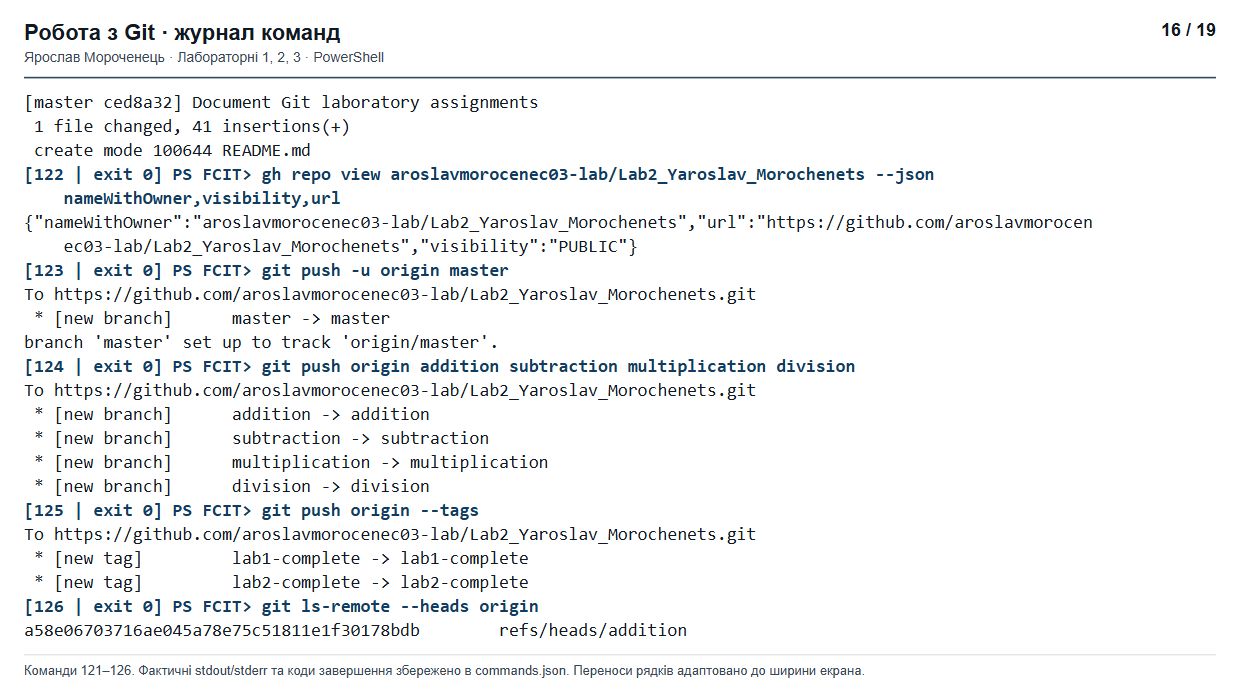 Робота з Git · журнал команд
16 / 19
Ярослав Мороченець · Лабораторні 1, 2, 3 · PowerShell
[master ced8a32] Document Git laboratory assignments
 1 file changed, 41 insertions(+)
 create mode 100644 README.md
[122 | exit 0] PS FCIT> gh repo view aroslavmorocenec03-lab/Lab2_Yaroslav_Morochenets --json
    nameWithOwner,visibility,url
{"nameWithOwner":"aroslavmorocenec03-lab/Lab2_Yaroslav_Morochenets","url":"https://github.com/aroslavmorocen
    ec03-lab/Lab2_Yaroslav_Morochenets","visibility":"PUBLIC"}
[123 | exit 0] PS FCIT> git push -u origin master
To https://github.com/aroslavmorocenec03-lab/Lab2_Yaroslav_Morochenets.git
 * [new branch]      master -> master
branch 'master' set up to track 'origin/master'.
[124 | exit 0] PS FCIT> git push origin addition subtraction multiplication division
To https://github.com/aroslavmorocenec03-lab/Lab2_Yaroslav_Morochenets.git
 * [new branch]      addition -> addition
 * [new branch]      subtraction -> subtraction
 * [new branch]      multiplication -> multiplication
 * [new branch]      division -> division
[125 | exit 0] PS FCIT> git push origin --tags
To https://github.com/aroslavmorocenec03-lab/Lab2_Yaroslav_Morochenets.git
 * [new tag]         lab1-complete -> lab1-complete
 * [new tag]         lab2-complete -> lab2-complete
[126 | exit 0] PS FCIT> git ls-remote --heads origin
a58e06703716ae045a78e75c51811e1f30178bdb        refs/heads/addition
Команди 121–126. Фактичні stdout/stderr та коди завершення збережено в commands.json. Переноси рядків адаптовано до ширини екрана.